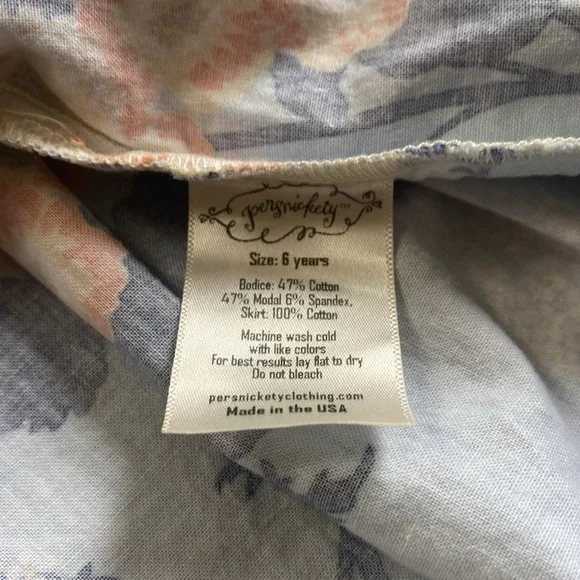 persnickety™
Size: 6 years
Bodice: 47% Cotton
47% Modal 6% Spandex,
Skirt: 100% Cotton
Machine wash cold
with like colors
For best results lay flat to dry
Do not bleach
persnicketyclothing.com
Made in the USA